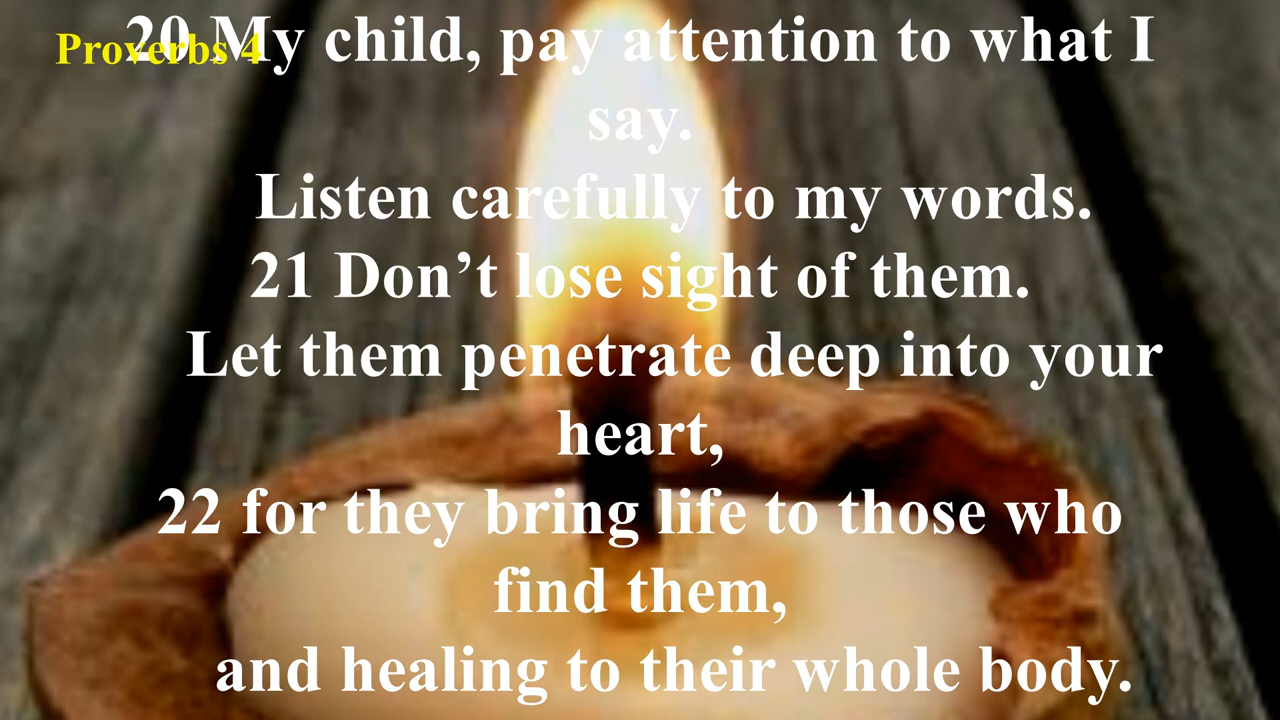 Proverbs 4
20 My child, pay attention to what I
say.
Listen carefully to my words.
21 Don’t lose sight of them.
Let them penetrate deep into your
heart,
22 for they bring life to those who
find them,
and healing to their whole body.